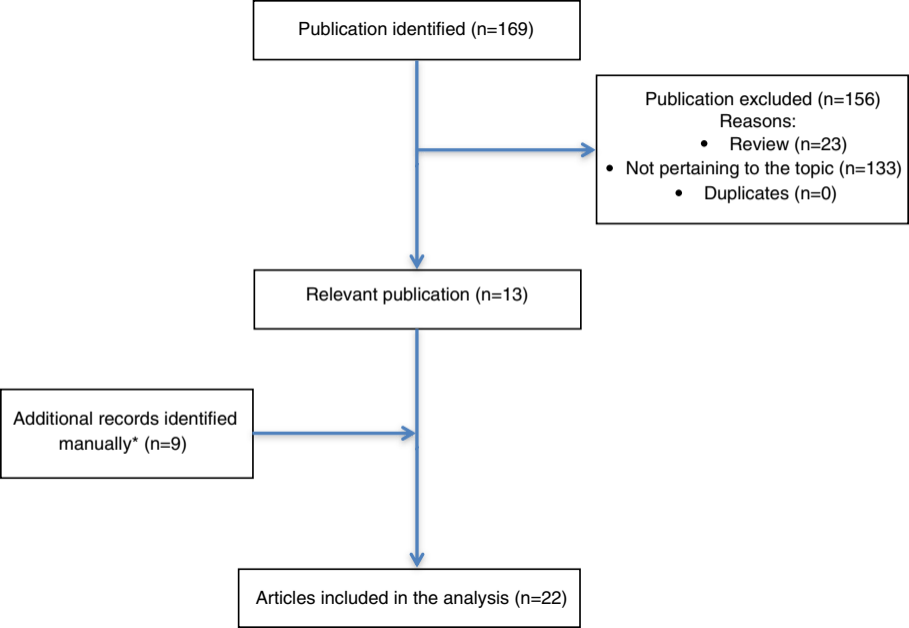 Publication identified (n=169)
Publication excluded (n=156)
Reasons:
• Review (n=23)
• Not pertaining to the topic (n=133)
• Duplicates (n=0)
Relevant publication (n=13)
Additional records identified
manually* (n=9)
Articles included in the analysis (n=22)